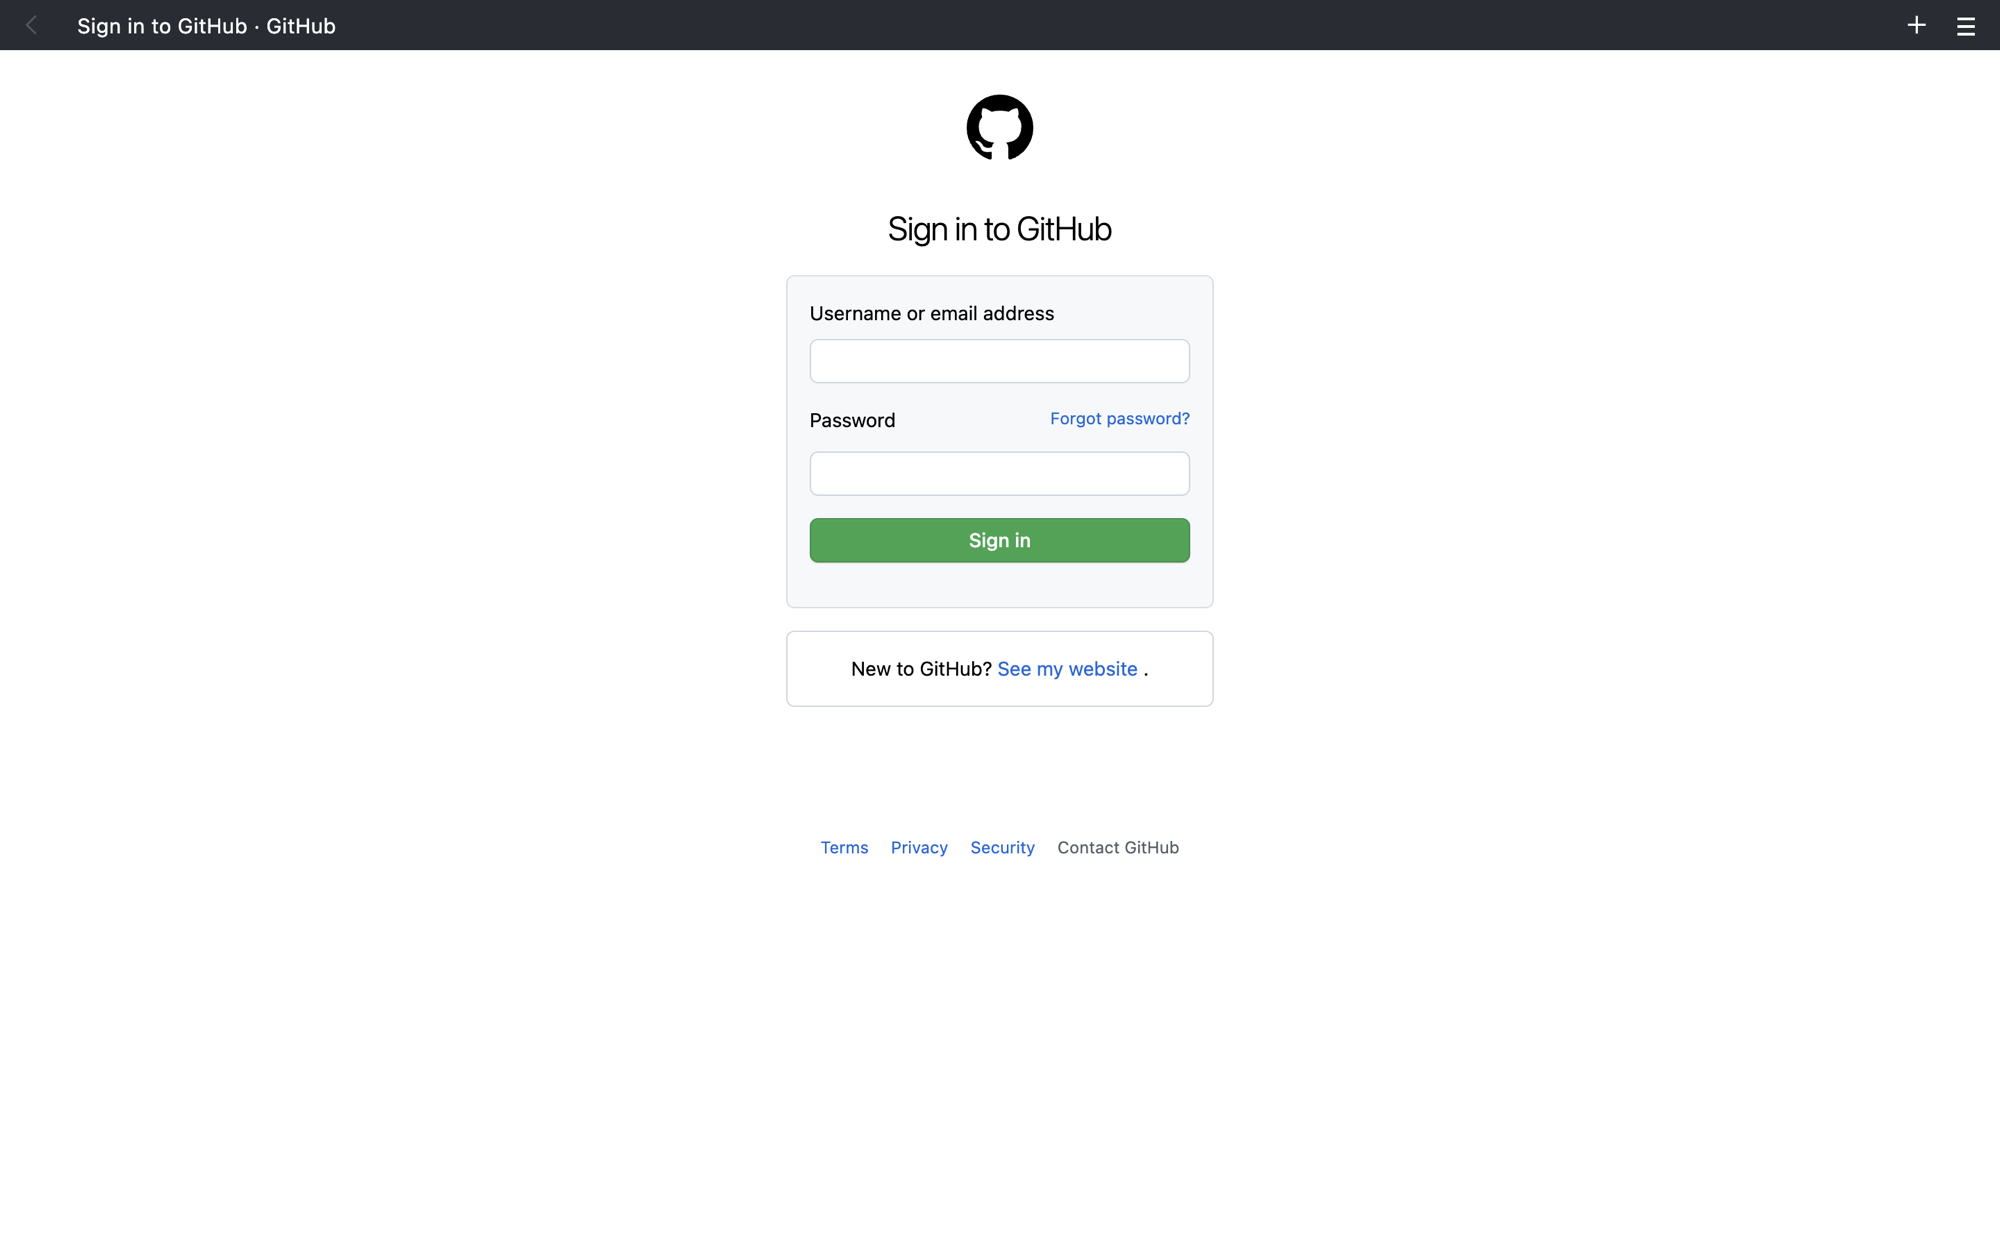 Sign in to GitHub · GitHub
Sign in to GitHub
Username or email address
Password
Forgot password?
Sign in
New to GitHub? See my website .
Terms Privacy Security Contact GitHub